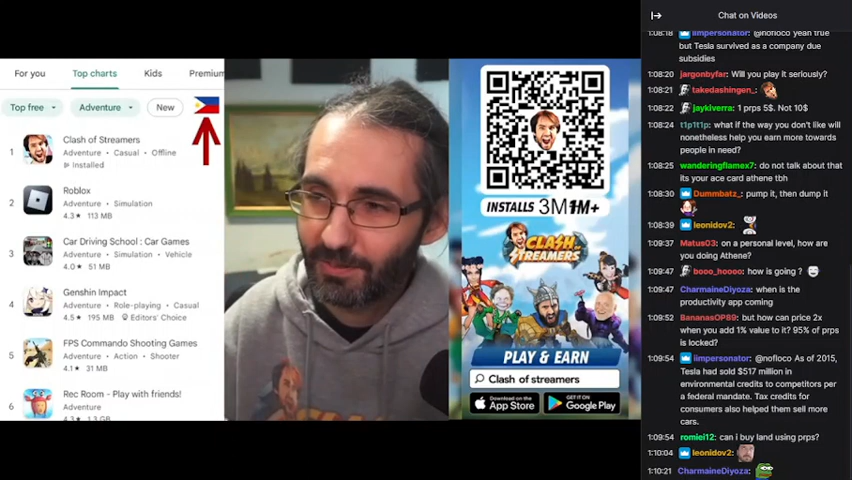 For you
Top charts
Kids
Premium
Top free
Adventure
New
1
Clash of Streamers
Adventure • Casual • Offline
Installed
2
Roblox
Adventure • Simulation
4.3★ 113 MB
3
Car Driving School : Car Games
Adventure • Simulation • Vehicle
4.0★ 51 MB
4
Genshin Impact
Adventure • Role-playing • Casual
4.5★ 195 MB Editors' Choice
5
FPS Commando Shooting Games
Adventure • Action • Shooter
4.1★ 31 MB
6
Rec Room - Play with friends!
Adventure
4.3★ 1.3 GB
INSTALLS
CLASH OF
STREAMERS
PLAY & EARN
Clash of streamers
Download on the
App Store
GET IT ON
Google Play
Chat on Videos
1:08:18 iimpersonator: @nofloco yeah true
but Tesla survived as a company due
subsidies
1:08:20 jargonbyfar: Will you play it seriously?
1:08:21 takedashingen_:
1:08:22 jaykiverra: 1 prps 5$. Not 10$
1:08:24 t1p1t1p: what if the way you don't like will
nonetheless help you earn more towards
people in need?
1:08:25 wanderingflamex7: do not talk about that
its your ace card athene tbh
1:08:30 Dummbatz_: pump it, then dump it
1:08:39 leonidov2:
1:09:37 Matus03: on a personal level, how are
you doing Athene?
1:09:47 booo_hoooo: how is going ?
1:09:47 CharmaineDiyoza: when is the
productivity app coming
1:09:52 BananasOP89: but how can price 2x
when you add 1% value to it? 95% of prps
is locked?
1:09:54 iimpersonator: @nofloco As of 2015,
Tesla had sold $517 million in
environmental credits to competitors per
a federal mandate. Tax credits for
consumers also helped them sell more
cars.
1:09:54 romiei12: can i buy land using prps?
1:10:04 leonidov2:
1:10:21 CharmaineDiyoza: